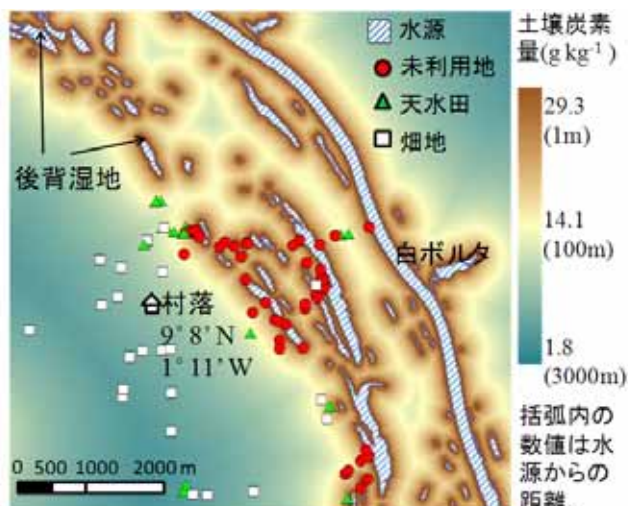 水源
未利用地
天水田
畑地
後背湿地
白ボルタ
村落
9°8’N
1°11’W
0 500 1000 2000 m
土壌炭素
量(g kg-1)
29.3
(1m)
14.1
(100m)
1.8
(3000m)
括弧内の
数値は水
源からの
距離